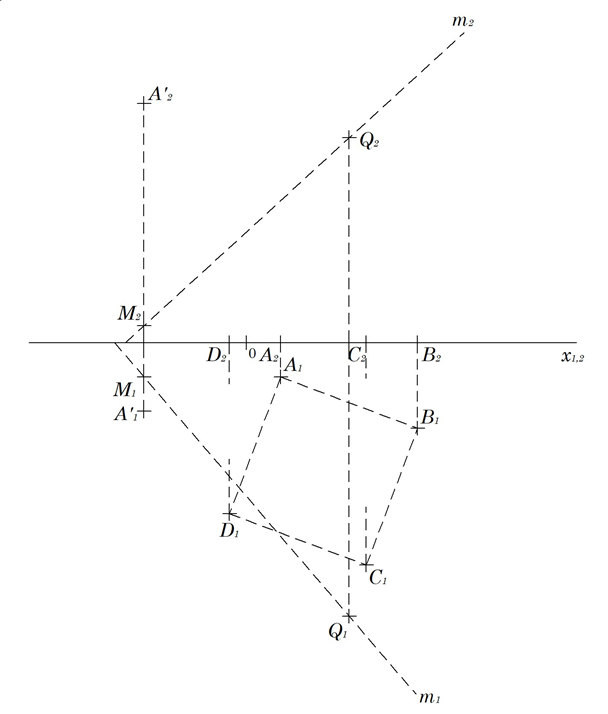 m₂
A'₂
Q₂
M₂
D₂ 0 A₂ C₂ B₂ x₁,₂
A₁
M₁
A'₁
B₁
D₁
C₁
Q₁
m₁